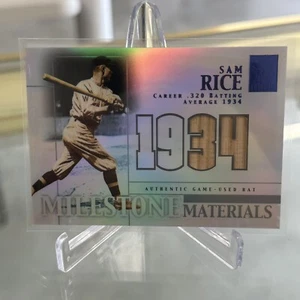 SAM
RICE
CAREER .320 BATTING
AVERAGE 1934
1934
AUTHENTIC GAME-USED BAT
MILESTONE MATERIALS